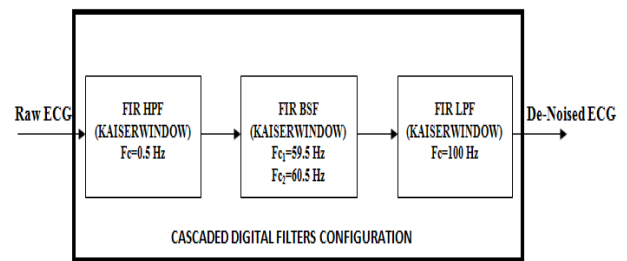 Raw ECG
FIR HPF
(KAISERWINDOW)
Fc=0.5 Hz
FIR BSF
(KAISERWINDOW)
Fc₁=59.5 Hz
Fc₂=60.5 Hz
FIR LPF
(KAISERWINDOW)
Fc=100 Hz
De-Noised ECG
CASCADED DIGITAL FILTERS CONFIGURATION